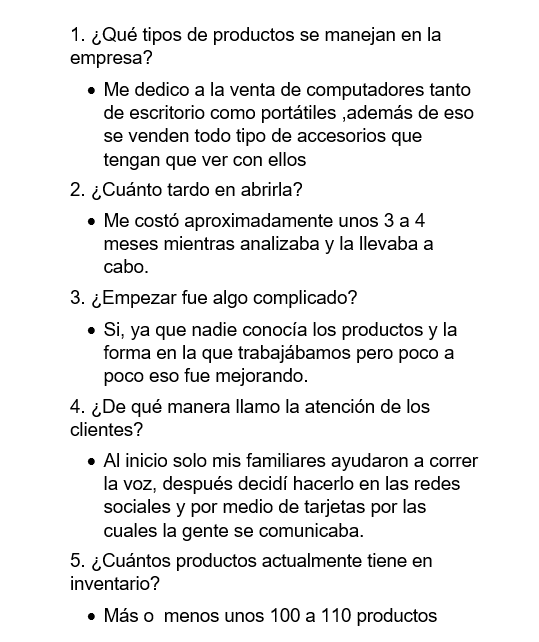 1. ¿Qué tipos de productos se manejan en la
empresa?
• Me dedico a la venta de computadores tanto
de escritorio como portátiles ,además de eso
se venden todo tipo de accesorios que
tengan que ver con ellos
2. ¿Cuánto tardo en abrirla?
• Me costó aproximadamente unos 3 a 4
meses mientras analizaba y la llevaba a
cabo.
3. ¿Empezar fue algo complicado?
• Si, ya que nadie conocía los productos y la
forma en la que trabajábamos pero poco a
poco eso fue mejorando.
4. ¿De qué manera llamo la atención de los
clientes?
• Al inicio solo mis familiares ayudaron a correr
la voz, después decidí hacerlo en las redes
sociales y por medio de tarjetas por las
cuales la gente se comunicaba.
5. ¿Cuántos productos actualmente tiene en
inventario?
• Más o  menos unos 100 a 110 productos